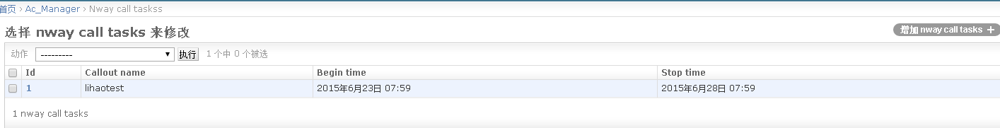 首页 › Ac_Manager › Nway call taskss
选择 nway call tasks 来修改
增加 nway call tasks +
动作 --------- 执行 1 个中 0 个被选
Id Callout name Begin time Stop time
1 lihaotest 2015年6月23日 07:59 2015年6月28日 07:59
1 nway call tasks